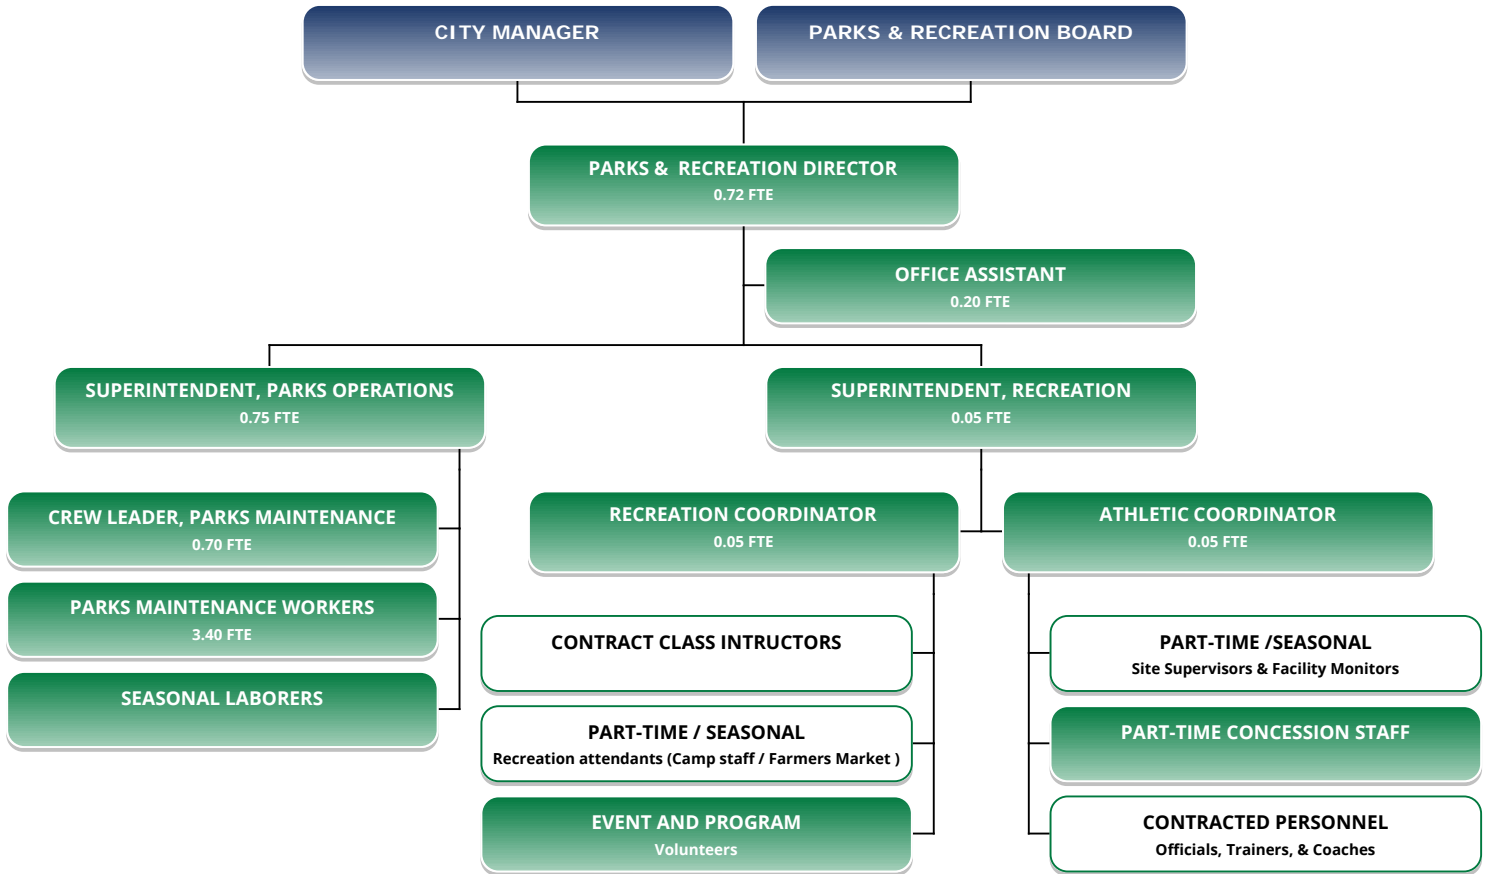 CITY MANAGER
PARKS & RECREATION BOARD
PARKS & RECREATION DIRECTOR
0.72 FTE
OFFICE ASSISTANT
0.20 FTE
SUPERINTENDENT, PARKS OPERATIONS
0.75 FTE
SUPERINTENDENT, RECREATION
0.05 FTE
CREW LEADER, PARKS MAINTENANCE
0.70 FTE
PARKS MAINTENANCE WORKERS
3.40 FTE
SEASONAL LABORERS
RECREATION COORDINATOR
0.05 FTE
CONTRACT CLASS INTRUCTORS
PART-TIME / SEASONAL
Recreation attendants (Camp staff / Farmers Market )
EVENT AND PROGRAM
Volunteers
ATHLETIC COORDINATOR
0.05 FTE
PART-TIME /SEASONAL
Site Supervisors & Facility Monitors
PART-TIME CONCESSION STAFF
CONTRACTED PERSONNEL
Officials, Trainers, & Coaches